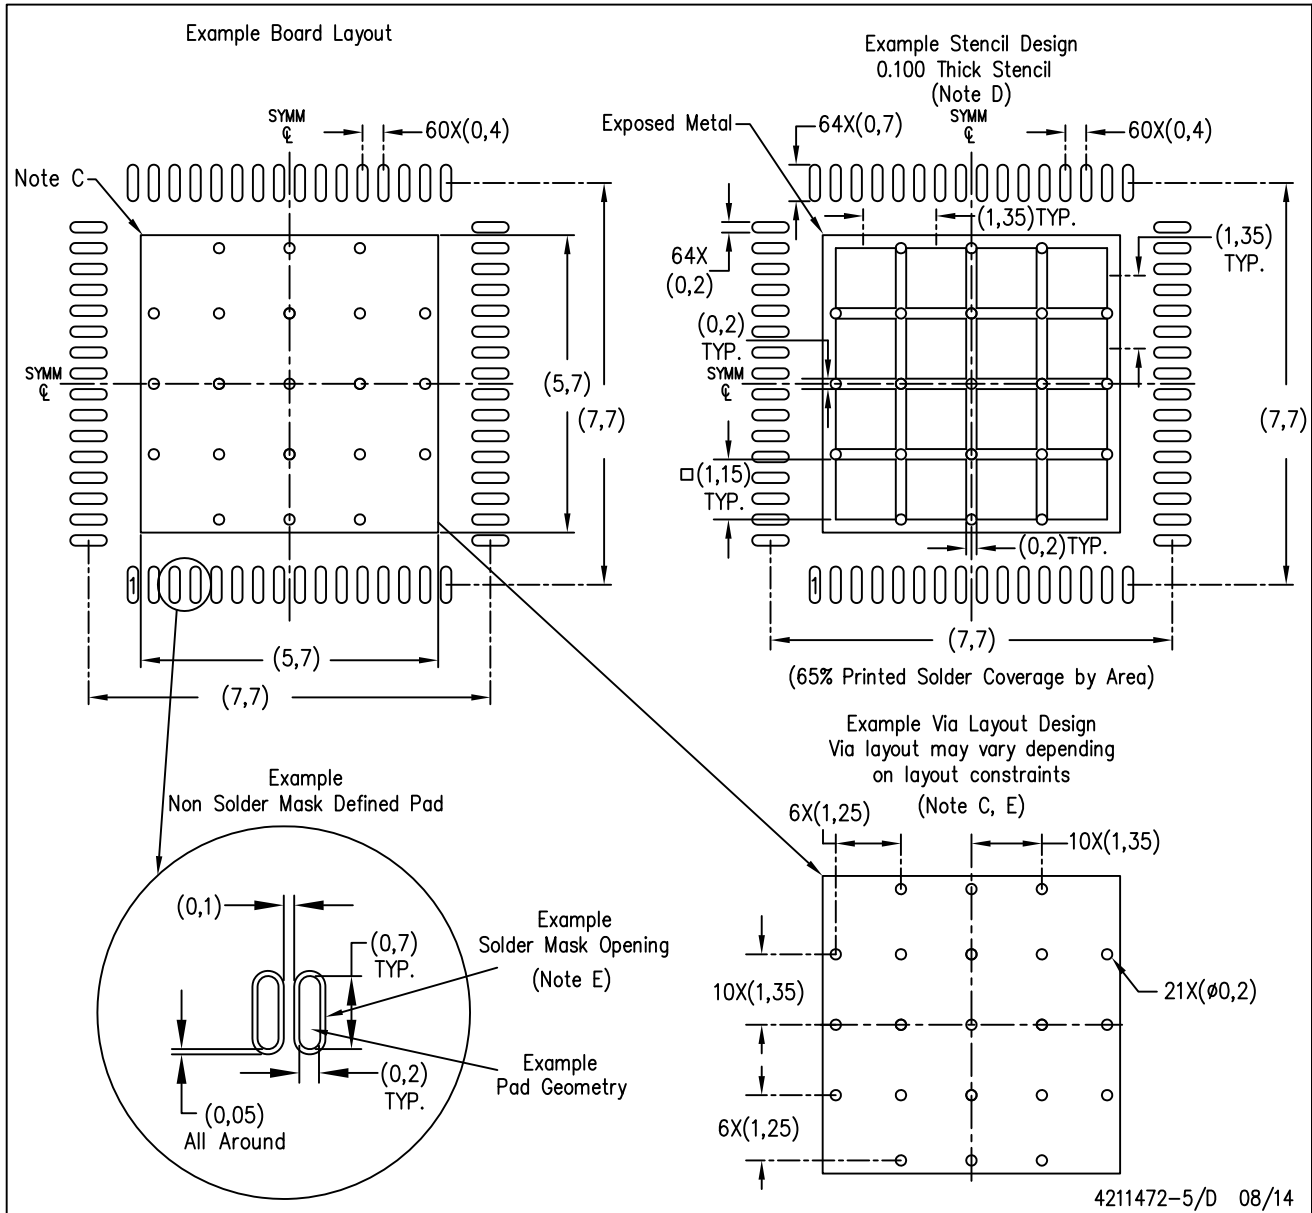 Example Board Layout
SYMM
℄
60X(0,4)
Note C
SYMM
℄
(5,7)
(7,7)
1
(5,7)
(7,7)
Example Stencil Design
0.100 Thick Stencil
(Note D)
Exposed Metal
64X(0,7)
SYMM
℄
60X(0,4)
(1,35)TYP.
(1,35)
TYP.
64X
(0,2)
(0,2)
TYP.
SYMM
℄
(7,7)
□(1,15)
TYP.
(0,2)TYP.
1
(7,7)
(65% Printed Solder Coverage by Area)
Example
Non Solder Mask Defined Pad
(0,1)
(0,7)
TYP.
Example
Solder Mask Opening
(Note E)
(0,2)
TYP.
Example
Pad Geometry
(0,05)
All Around
Example Via Layout Design
Via layout may vary depending
on layout constraints
(Note C, E)
6X(1,25)
10X(1,35)
10X(1,35)
21X(ø0,2)
6X(1,25)
4211472-5/D 08/14